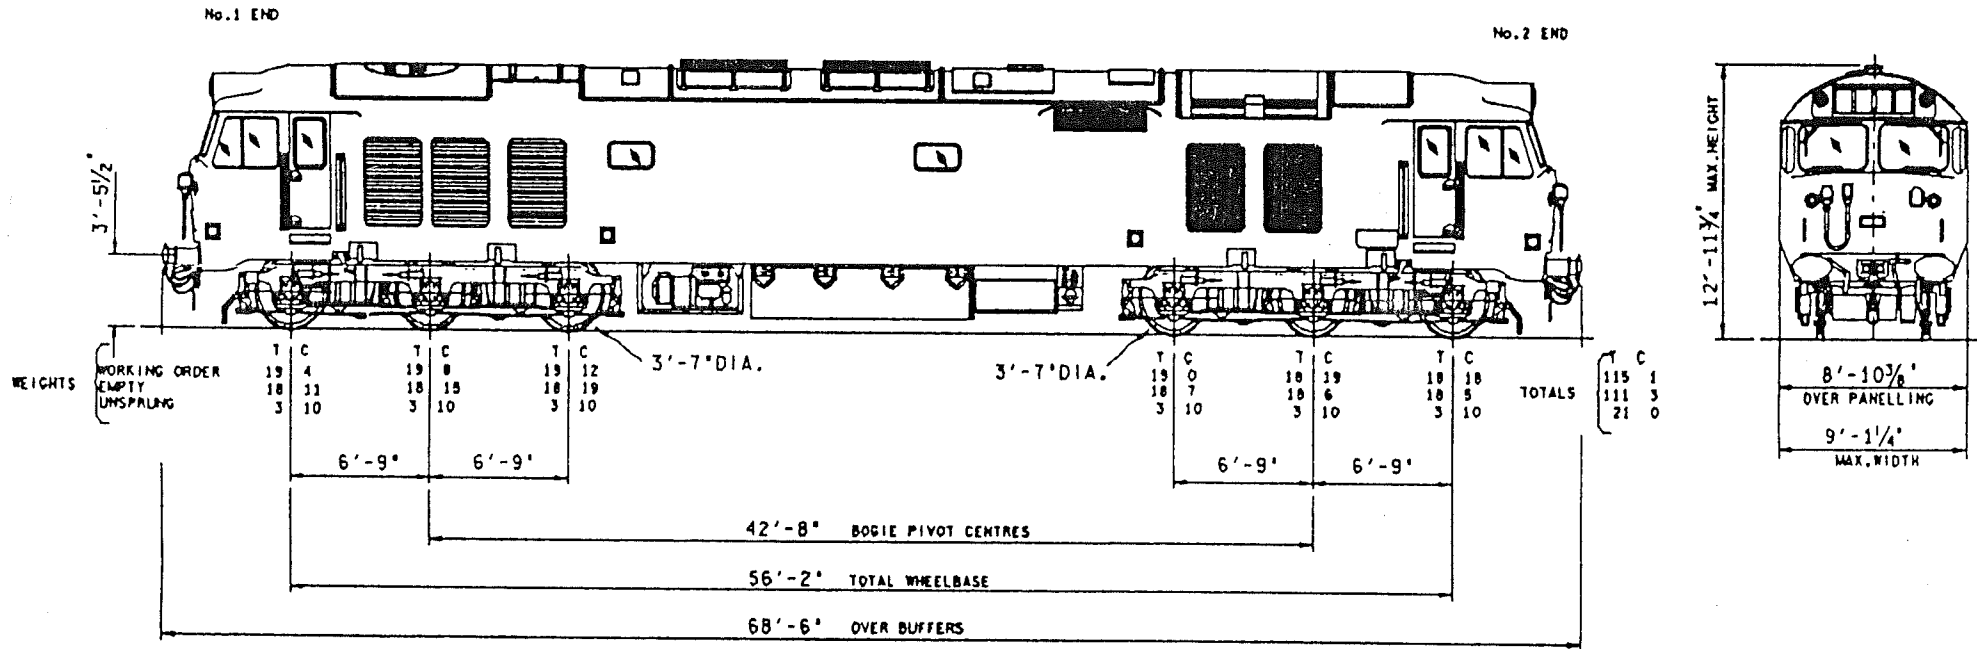 No.1 END
No.2 END
3'-5½"
12'-11¾" MAX.HEIGHT
3'-7"DIA.
3'-7"DIA.
T C T C T C T C T C T C T C
WEIGHTS
WORKING ORDER 19 4 19 8 19 12 19 0 18 19 18 18 TOTALS 115 1
EMPTY 18 11 18 15 18 19 18 7 18 6 18 5 111 3
UNSPRUNG 3 10 3 10 3 10 3 10 3 10 3 10 21 0
8'-10⅜"
OVER PANELLING
9'-1¼"
MAX.WIDTH
6'-9" 6'-9" 6'-9" 6'-9"
42'-8" BOGIE PIVOT CENTRES
56'-2" TOTAL WHEELBASE
68'-6" OVER BUFFERS